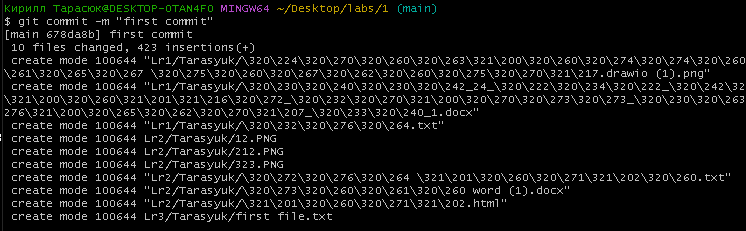 Кирилл Тарасюк@DESKTOP-0TAN4F0 MINGW64 ~/Desktop/labs/1 (main)
$ git commit -m "first commit"
[main 678da8b] first commit
 10 files changed, 423 insertions(+)
 create mode 100644 "Lr1/Tarasyuk/\320\224\320\270\320\260\320\263\321\200\320\260\320\274\320\274\320\260
\261\320\265\320\267 \320\275\320\260\320\267\320\262\320\260\320\275\320\270\321\217.drawio (1).png"
 create mode 100644 "Lr1/Tarasyuk/\320\230\320\240\320\230\320\242_24_\320\222\320\234\320\222_\320\242\32
\321\200\320\260\321\201\321\216\320\272_\320\232\320\270\321\200\320\270\320\273\320\273_\320\230\320\263
276\321\200\320\265\320\262\320\270\321\207_\320\233\320\240_1.docx"
 create mode 100644 "Lr1/Tarasyuk/\320\232\320\276\320\264.txt"
 create mode 100644 Lr2/Tarasyuk/12.PNG
 create mode 100644 Lr2/Tarasyuk/212.PNG
 create mode 100644 Lr2/Tarasyuk/323.PNG
 create mode 100644 "Lr2/Tarasyuk/\320\272\320\276\320\264 \321\201\320\260\320\271\321\202\320\260.txt"
 create mode 100644 "Lr2/Tarasyuk/\320\273\320\260\320\261\320\260 word (1).docx"
 create mode 100644 "Lr2/Tarasyuk/\321\201\320\260\320\271\321\202.html"
 create mode 100644 Lr3/Tarasyuk/first file.txt